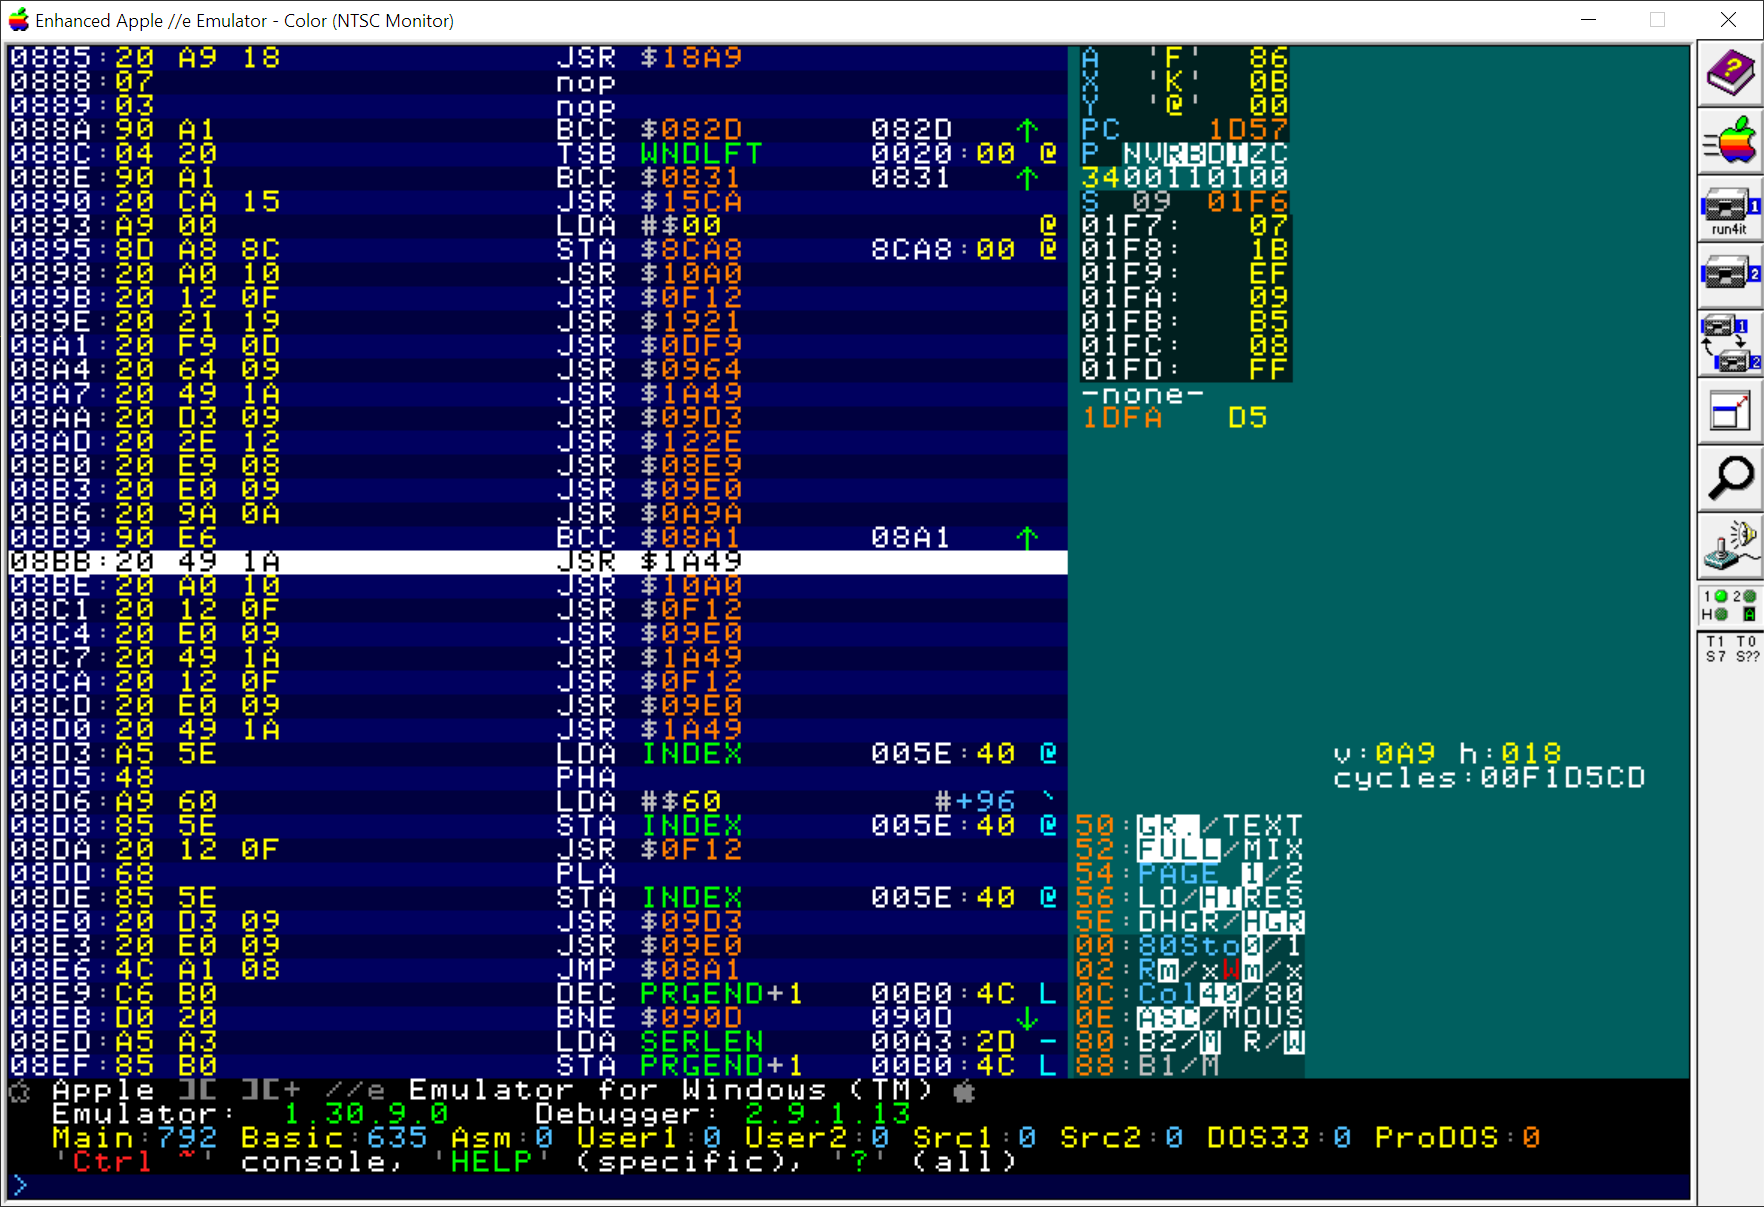 Enhanced Apple //e Emulator - Color (NTSC Monitor)
0885:20 A9 18 JSR $18A9
0888:07 nop
0889:03 nop
088A:90 A1 BCC $082D 082D ↑
088C:04 20 TSB WNDLFT 0020:00 @
088E:90 A1 BCC $0831 0831 ↑
0890:20 CA 15 JSR $15CA
0893:A9 00 LDA #$00 @
0895:8D A8 8C STA $8CA8 8CA8:00 @
0898:20 A0 10 JSR $10A0
089B:20 12 0F JSR $0F12
089E:20 21 19 JSR $1921
08A1:20 F9 0D JSR $0DF9
08A4:20 64 09 JSR $0964
08A7:20 49 1A JSR $1A49
08AA:20 D3 09 JSR $09D3
08AD:20 2E 12 JSR $122E
08B0:20 E9 08 JSR $08E9
08B3:20 E0 09 JSR $09E0
08B6:20 9A 0A JSR $0A9A
08B9:90 E6 BCC $08A1 08A1 ↑
08BB:20 49 1A JSR $1A49
08BE:20 A0 10 JSR $10A0
08C1:20 12 0F JSR $0F12
08C4:20 E0 09 JSR $09E0
08C7:20 49 1A JSR $1A49
08CA:20 12 0F JSR $0F12
08CD:20 E0 09 JSR $09E0
08D0:20 49 1A JSR $1A49
08D3:A5 5E LDA INDEX 005E:40 @
08D5:48 PHA
08D6:A9 60 LDA #$60 #+96 `
08D8:85 5E STA INDEX 005E:40 @
08DA:20 12 0F JSR $0F12
08DD:68 PLA
08DE:85 5E STA INDEX 005E:40 @
08E0:20 D3 09 JSR $09D3
08E3:20 E0 09 JSR $09E0
08E6:4C A1 08 JMP $08A1
08E9:C6 B0 DEC PRGEND+1 00B0:4C L
08EB:D0 20 BNE $090D 090D ↓
08ED:A5 A3 LDA SERLEN 00A3:2D -
08EF:85 B0 STA PRGEND+1 00B0:4C L
A 'F' 86
X 'K' 0B
Y '@' 00
PC 1D57
P NVRBDIZC
34 00110100
S 09 01F6
01F7: 07
01F8: 1B
01F9: EF
01FA: 09
01FB: B5
01FC: 08
01FD: FF
-none-
1DFA D5
v:0A9 h:018
cycles:00F1D5CD
50:GR./TEXT
52:FULL/MIX
54:PAGE 1/2
56:LO/HIRES
5E:DHGR/HGR
00:80Sto0/1
02:Rm/xWm/x
0C:Col40/80
0E:ASC/MOUS
80:B2/M R/W
88:B1/M
Apple ][ ][+ //e Emulator for Windows (TM)
Emulator: 1.30.9.0 Debugger: 2.9.1.13
Main:792 Basic:635 Asm:0 User1:0 User2:0 Src1:0 Src2:0 DOS33:0 ProDOS:0
'Ctrl ~' console, 'HELP' (specific), '?' (all)
>
?
1
run4it
2
1
2
1 2
H A
T1 T0
S7 S??